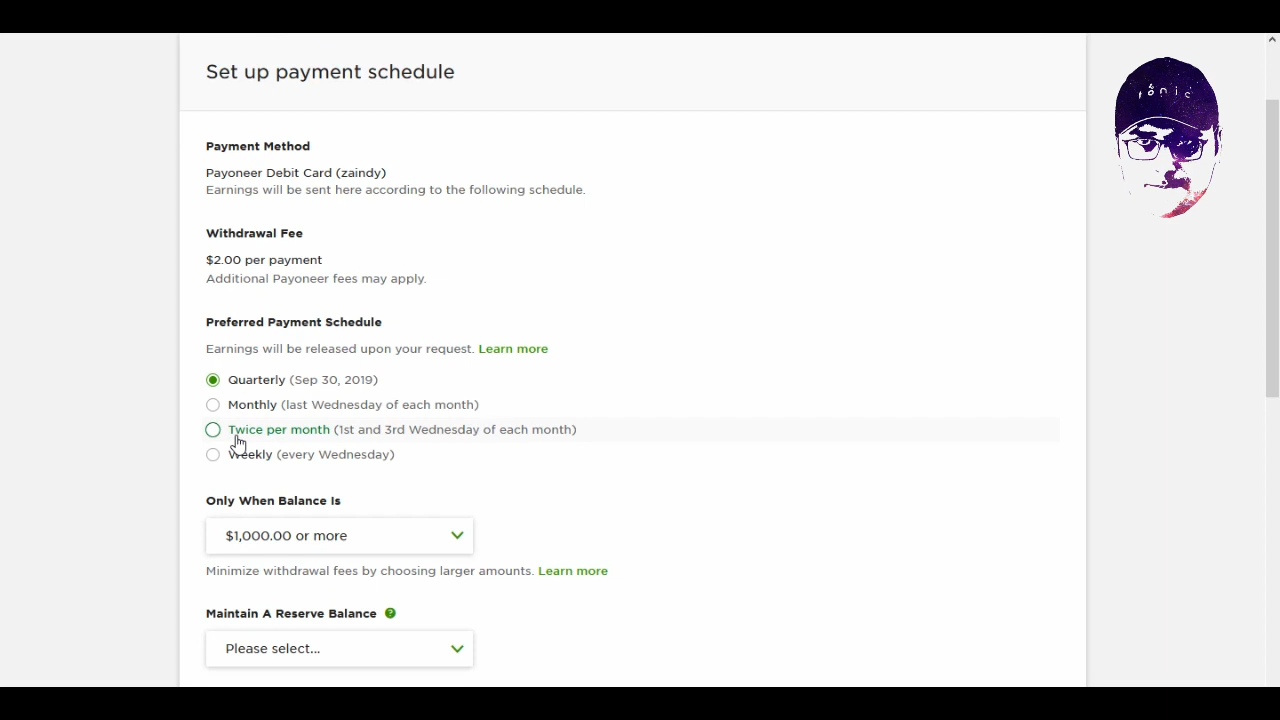 Set up payment schedule
tōnic
Payment Method
Payoneer Debit Card (zaindy)
Earnings will be sent here according to the following schedule.
Withdrawal Fee
$2.00 per payment
Additional Payoneer fees may apply.
Preferred Payment Schedule
Earnings will be released upon your request. Learn more
Quarterly (Sep 30, 2019)
Monthly (last Wednesday of each month)
Twice per month (1st and 3rd Wednesday of each month)
Weekly (every Wednesday)
Only When Balance Is
$1,000.00 or more
Minimize withdrawal fees by choosing larger amounts. Learn more
Maintain A Reserve Balance ?
Please select...